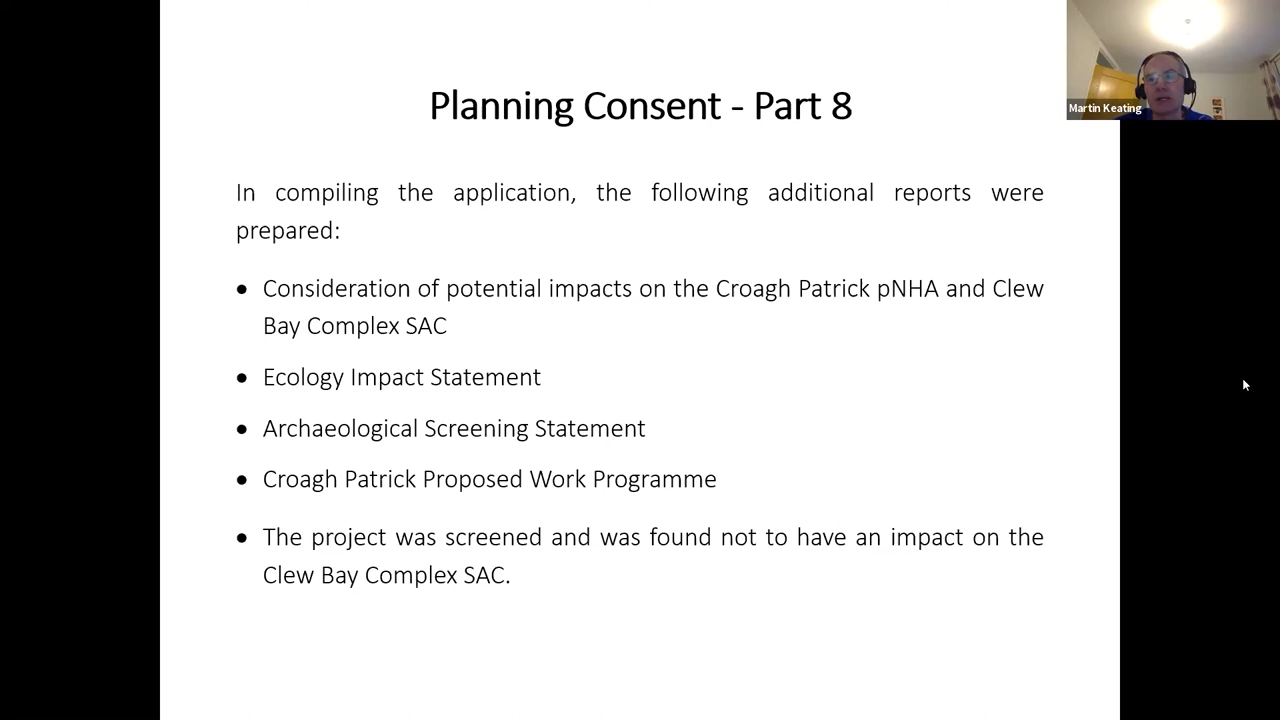 Planning Consent - Part 8
Martin Keating
In compiling the application, the following additional reports were
prepared:
• Consideration of potential impacts on the Croagh Patrick pNHA and Clew
Bay Complex SAC
• Ecology Impact Statement
• Archaeological Screening Statement
• Croagh Patrick Proposed Work Programme
• The project was screened and was found not to have an impact on the
Clew Bay Complex SAC.